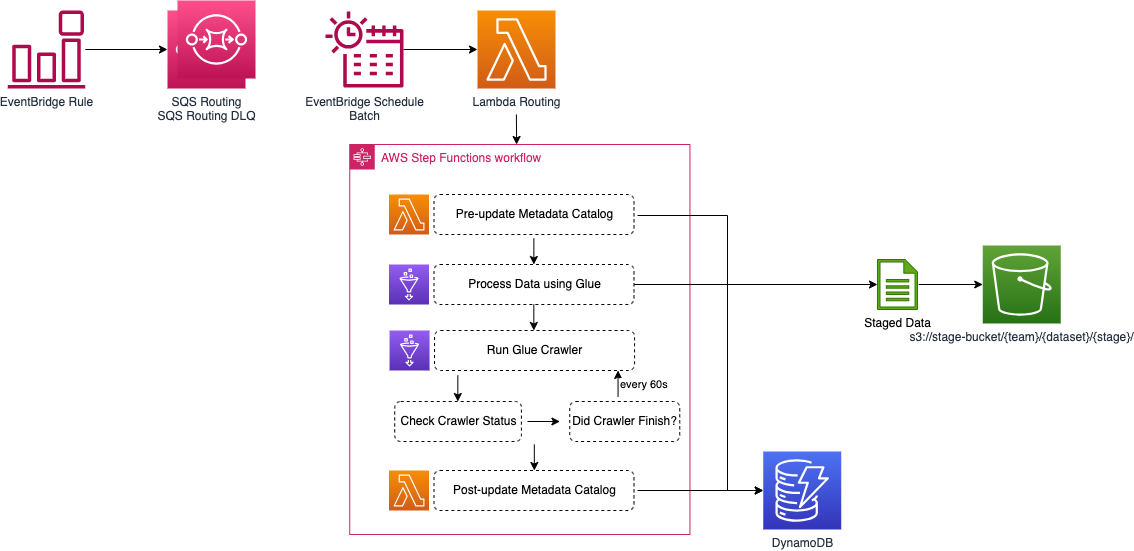 EventBridge Rule
SQS Routing
SQS Routing DLQ
EventBridge Schedule
Batch
Lambda Routing
AWS Step Functions workflow
Pre-update Metadata Catalog
Process Data using Glue
Staged Data
s3://stage-bucket/{team}/{dataset}/{stage}/
Run Glue Crawler
every 60s
Check Crawler Status
Did Crawler Finish?
Post-update Metadata Catalog
DynamoDB